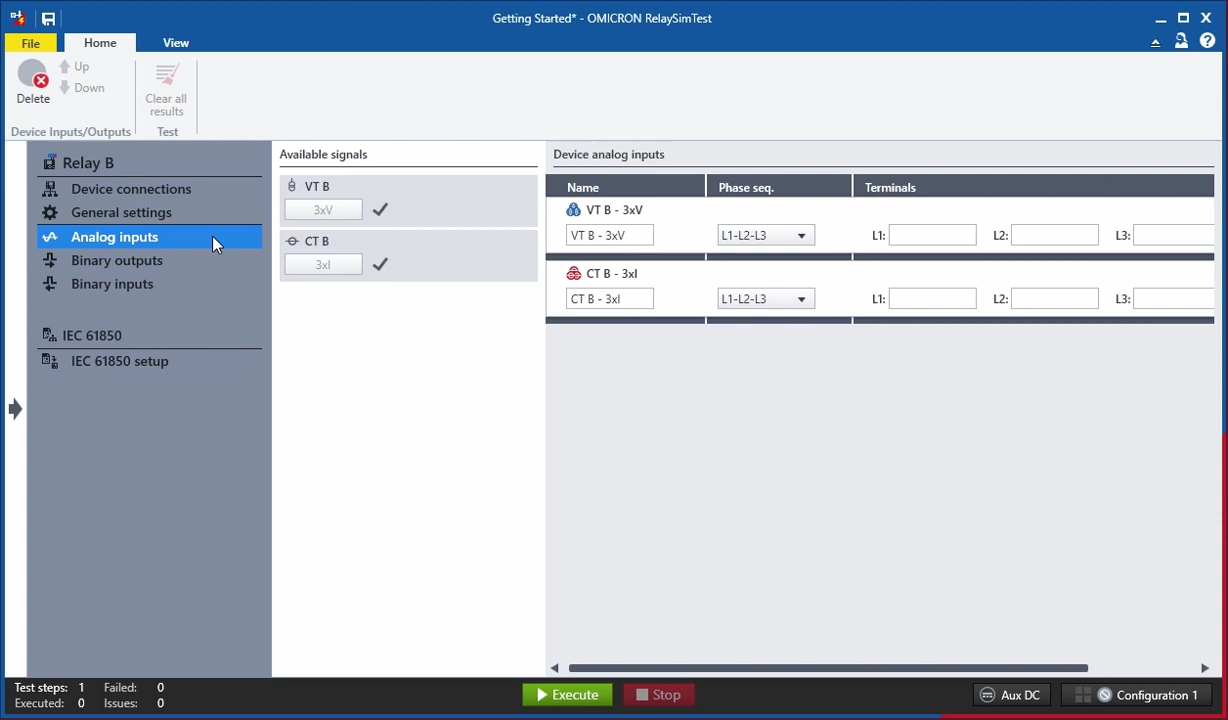 Getting Started* - OMICRON RelaySimTest
File Home View
Delete
Up
Down
Clear all results
Device Inputs/Outputs Test
Relay B
Device connections
General settings
Analog inputs
Binary outputs
Binary inputs
IEC 61850
IEC 61850 setup
Available signals
VT B
3xV
CT B
3xI
Device analog inputs
Name Phase seq. Terminals
VT B - 3xV
VT B - 3xV L1-L2-L3 L1: L2: L3:
CT B - 3xI
CT B - 3xI L1-L2-L3 L1: L2: L3:
Test steps: 1 Failed: 0
Executed: 0 Issues: 0
Execute Stop Aux DC Configuration 1